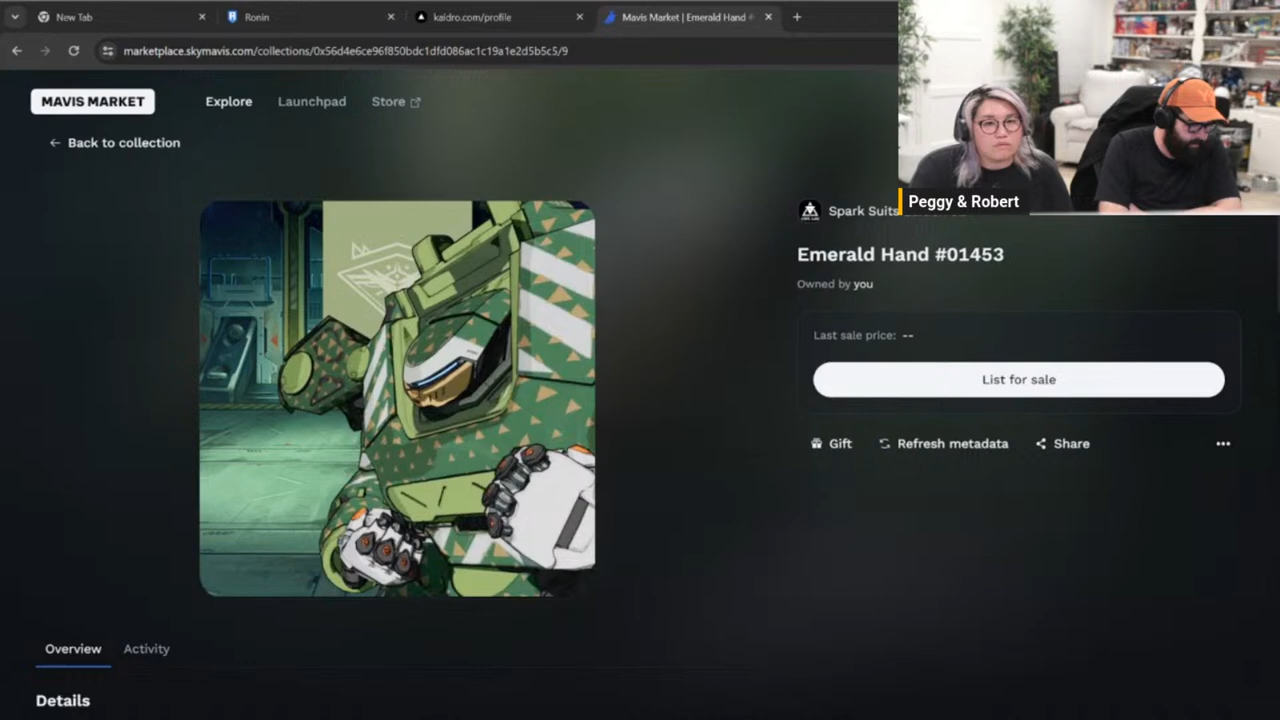 New Tab
Ronin
kaidro.com/profile
Mavis Market | Emerald Hand
marketplace.skymavis.com/collections/0x56d4e6ce96f850bdc1dfd086ac1c19a1e2d5b5c5/9
MAVIS MARKET
Explore
Launchpad
Store
Back to collection
Peggy & Robert
Spark Suits
Emerald Hand #01453
Owned by you
Last sale price: --
List for sale
Gift
Refresh metadata
Share
Overview
Activity
Details